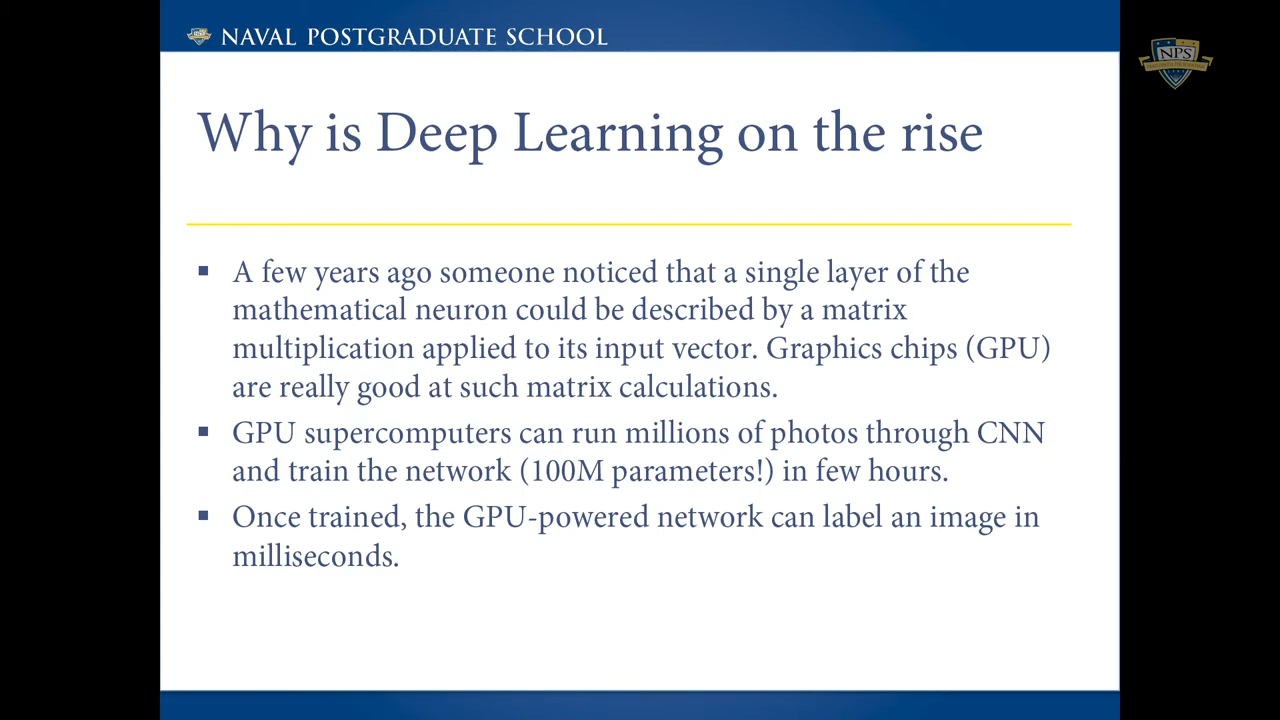 NAVAL POSTGRADUATE SCHOOL
NPS
Why is Deep Learning on the rise
▪ A few years ago someone noticed that a single layer of the
mathematical neuron could be described by a matrix
multiplication applied to its input vector. Graphics chips (GPU)
are really good at such matrix calculations.
▪ GPU supercomputers can run millions of photos through CNN
and train the network (100M parameters!) in few hours.
▪ Once trained, the GPU-powered network can label an image in
milliseconds.